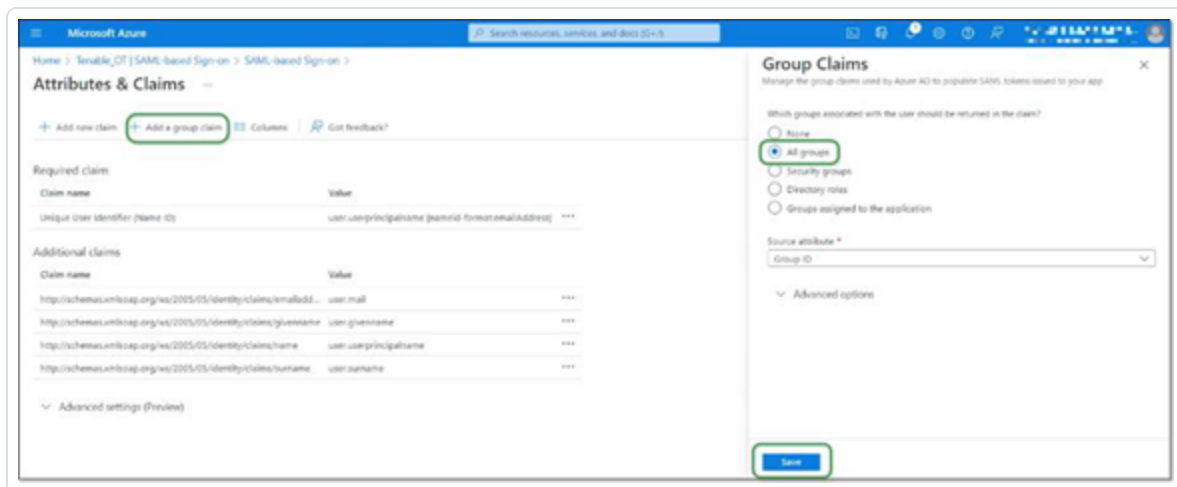 Microsoft Azure
Search resources, services, and docs (G+/)
Home > Tenable_OT | SAML-based Sign-on > SAML-based Sign-on >
Attributes & Claims
Add new claim Add a group claim Columns Got feedback?
Required claim
Claim name Value
Unique User Identifier (Name ID) user.userprincipalname [nameid-format:emailAddress]
Additional claims
Claim name Value
http://schemas.xmlsoap.org/ws/2005/05/identity/claims/emailadd... user.mail
http://schemas.xmlsoap.org/ws/2005/05/identity/claims/givenname user.givenname
http://schemas.xmlsoap.org/ws/2005/05/identity/claims/name user.userprincipalname
http://schemas.xmlsoap.org/ws/2005/05/identity/claims/surname user.surname
Advanced settings (Preview)
Group Claims
Manage the group claims used by Azure AD to populate SAML tokens issued to your app
Which groups associated with the user should be returned in the claim?
None
All groups
Security groups
Directory roles
Groups assigned to the application
Source attribute *
Group ID
Advanced options
Save